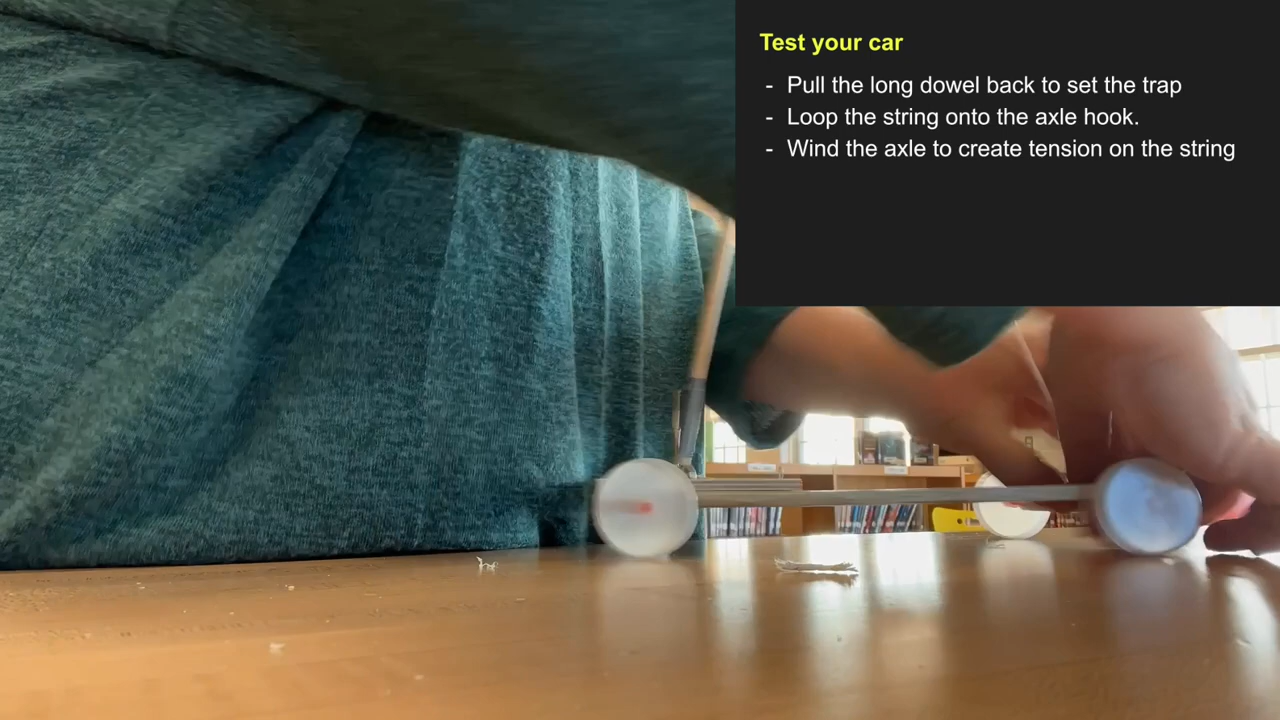 Test your car
- Pull the long dowel back to set the trap
- Loop the string onto the axle hook.
- Wind the axle to create tension on the string